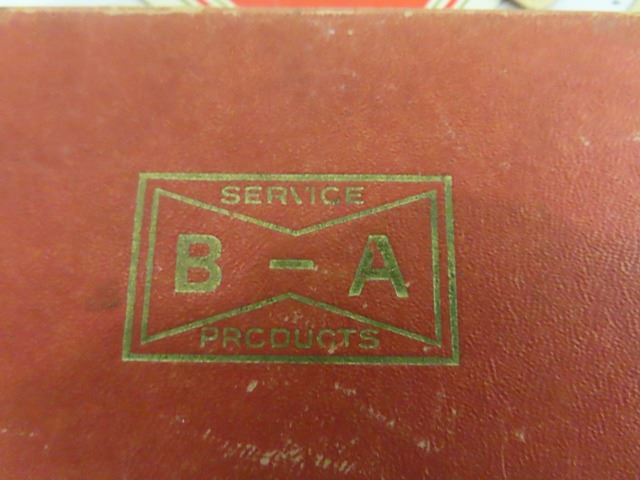 SERVICE
B - A
PRODUCTS